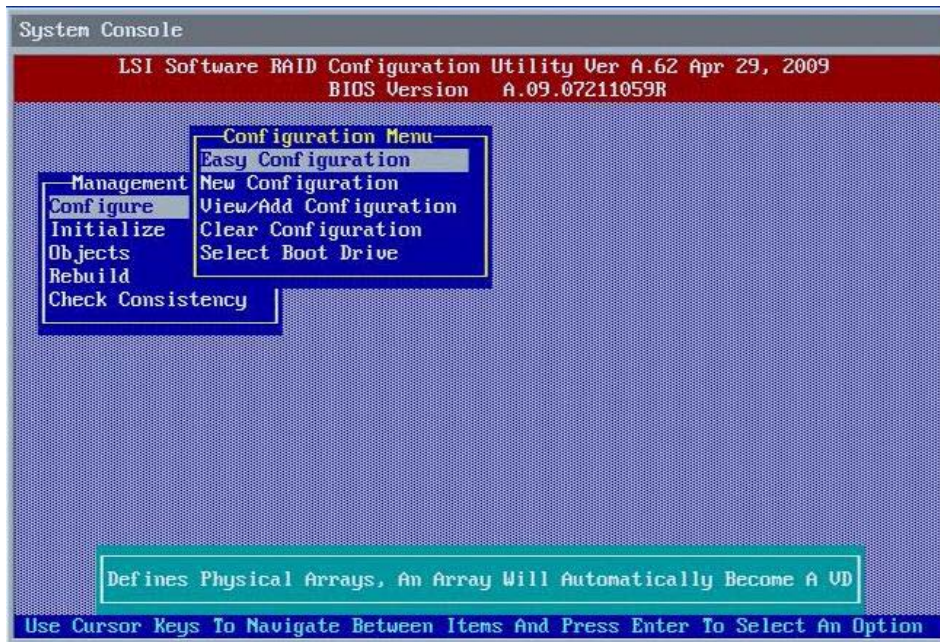 System Console
LSI Software RAID Configuration Utility Ver A.62 Apr 29, 2009
BIOS Version A.09.07211059R
Configuration Menu
Easy Configuration
New Configuration
View/Add Configuration
Clear Configuration
Select Boot Drive
Management
Configure
Initialize
Objects
Rebuild
Check Consistency
Defines Physical Arrays, An Array Will Automatically Become A VD
Use Cursor Keys To Navigate Between Items And Press Enter To Select An Option